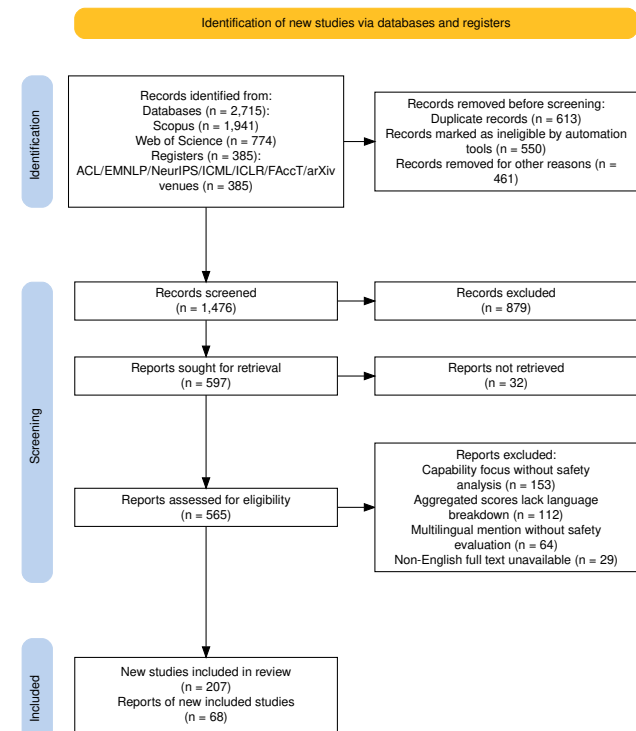 Identification of new studies via databases and registers
Identification
Records identified from:
Databases (n = 2,715):
Scopus (n = 1,941)
Web of Science (n = 774)
Registers (n = 385):
ACL/EMNLP/NeurIPS/ICML/ICLR/FAccT/arXiv
venues (n = 385)
Records removed before screening:
Duplicate records (n = 613)
Records marked as ineligible by automation
tools (n = 550)
Records removed for other reasons (n =
461)
Screening
Records screened
(n = 1,476)
Records excluded
(n = 879)
Reports sought for retrieval
(n = 597)
Reports not retrieved
(n = 32)
Reports assessed for eligibility
(n = 565)
Reports excluded:
Capability focus without safety
analysis (n = 153)
Aggregated scores lack language
breakdown (n = 112)
Multilingual mention without safety
evaluation (n = 64)
Non-English full text unavailable (n = 29)
Included
New studies included in review
(n = 207)
Reports of new included studies
(n = 68)